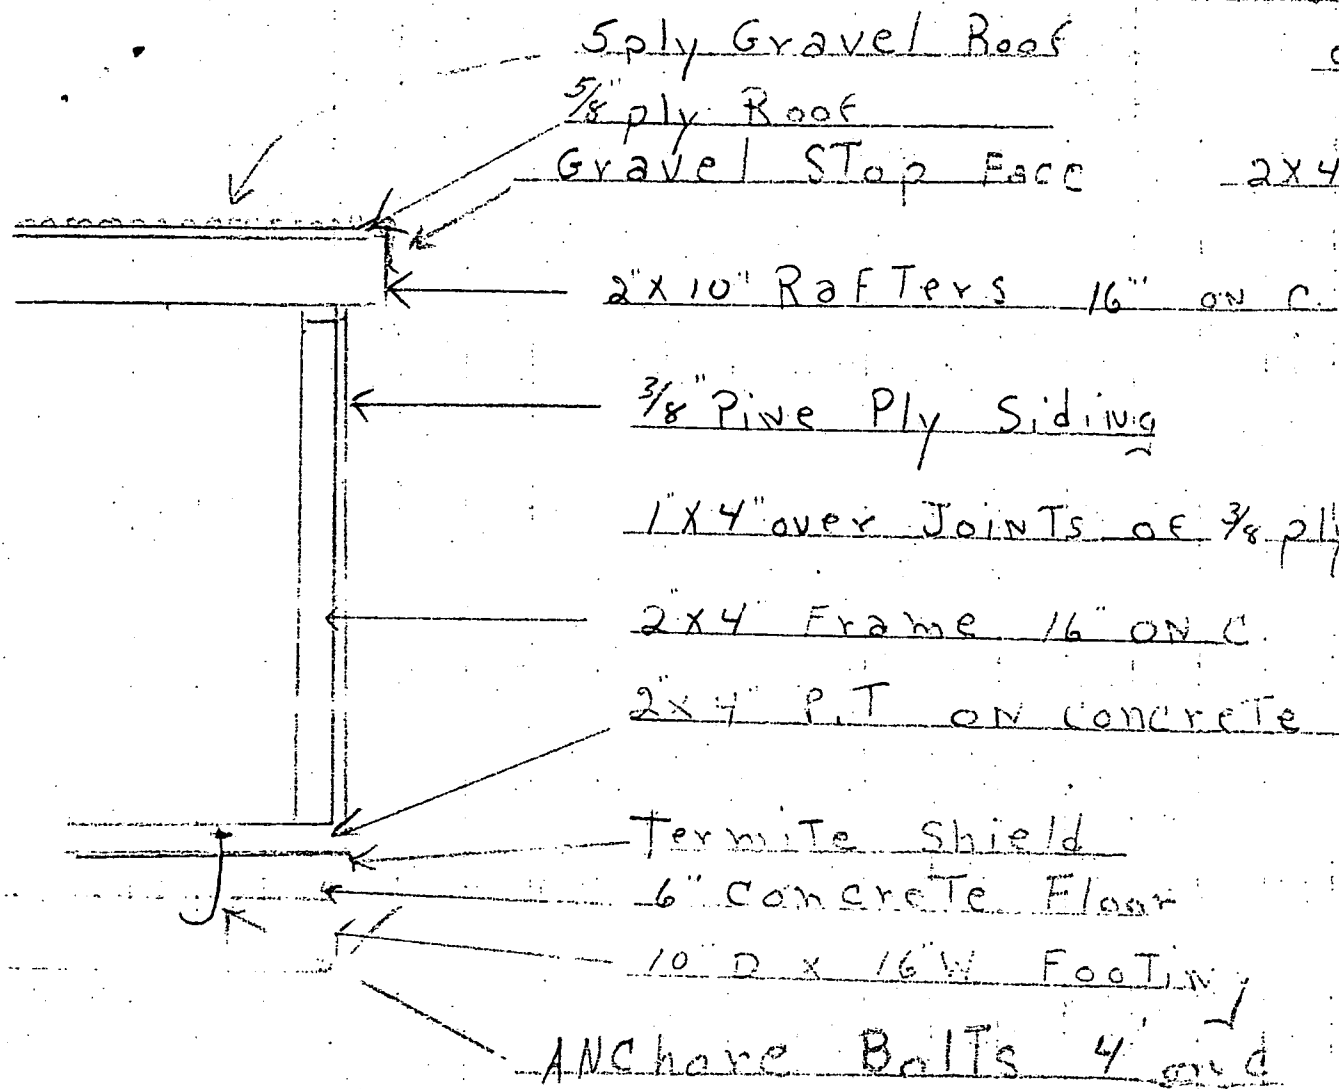 5ply Gravel Roof
5/8" ply Roof
Gravel STop Face
2X4
2"X10" RafTers 16" ON C.
3/8" Pine Ply Siding
1"X4" over JoiNTs of 3/8 ply
2"X4" Frame 16" ON C.
2"X4" P.T ON ConcreTe
TermiTe Shield
6" ConcreTe Floor
10" D X 16" W FooTiNg
ANChore BolTs 4'